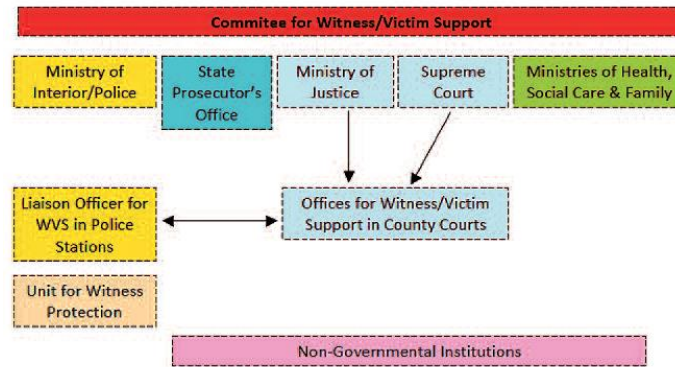 Commitee for Witness/Victim Support
Ministry of
Interior/Police
State
Prosecutor's
Office
Ministry of
Justice
Supreme
Court
Ministries of Health,
Social Care & Family
Liaison Officer for
WVS in Police
Stations
Offices for Witness/Victim
Support in County Courts
Unit for Witness
Protection
Non-Governmental Institutions